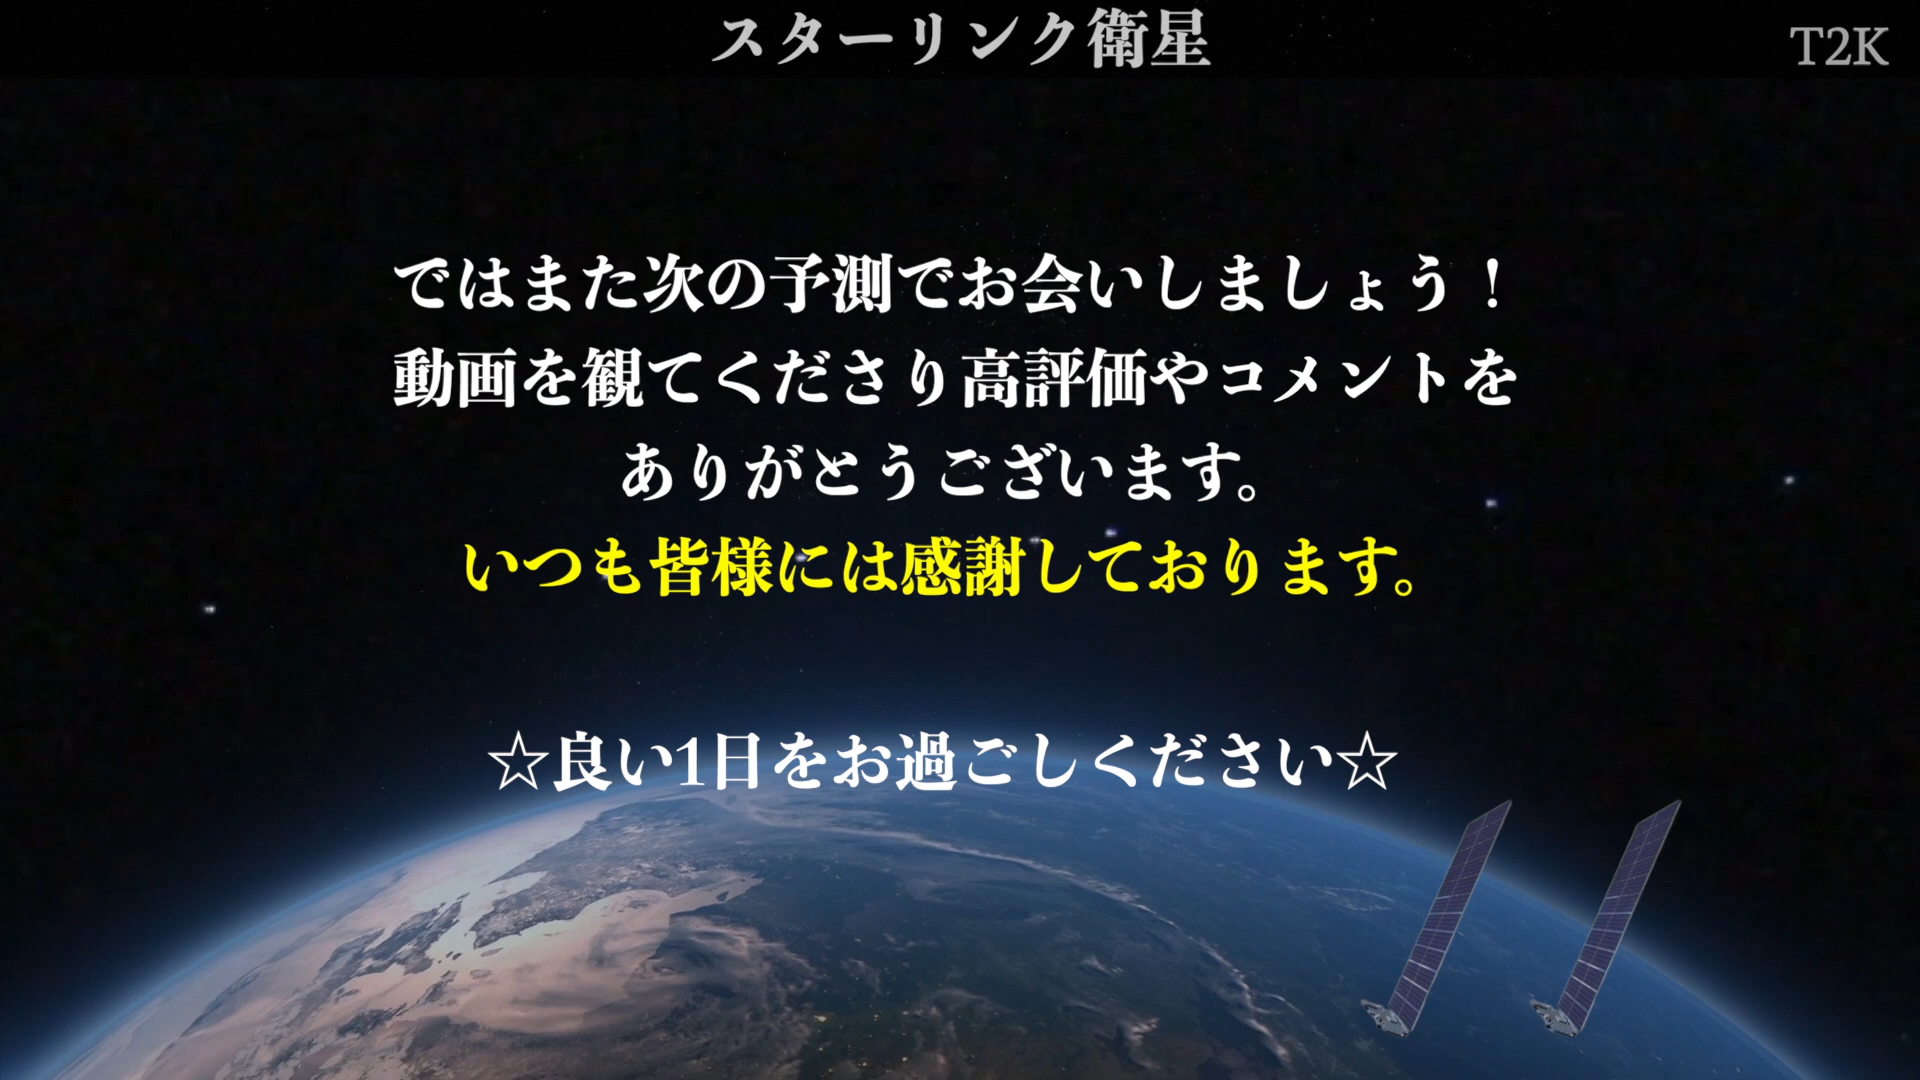 スターリンク衛星
T2K
ではまた次の予測でお会いしましょう！
動画を観てくださり高評価やコメントを
ありがとうございます。
いつも皆様には感謝しております。
☆良い1日をお過ごしください☆